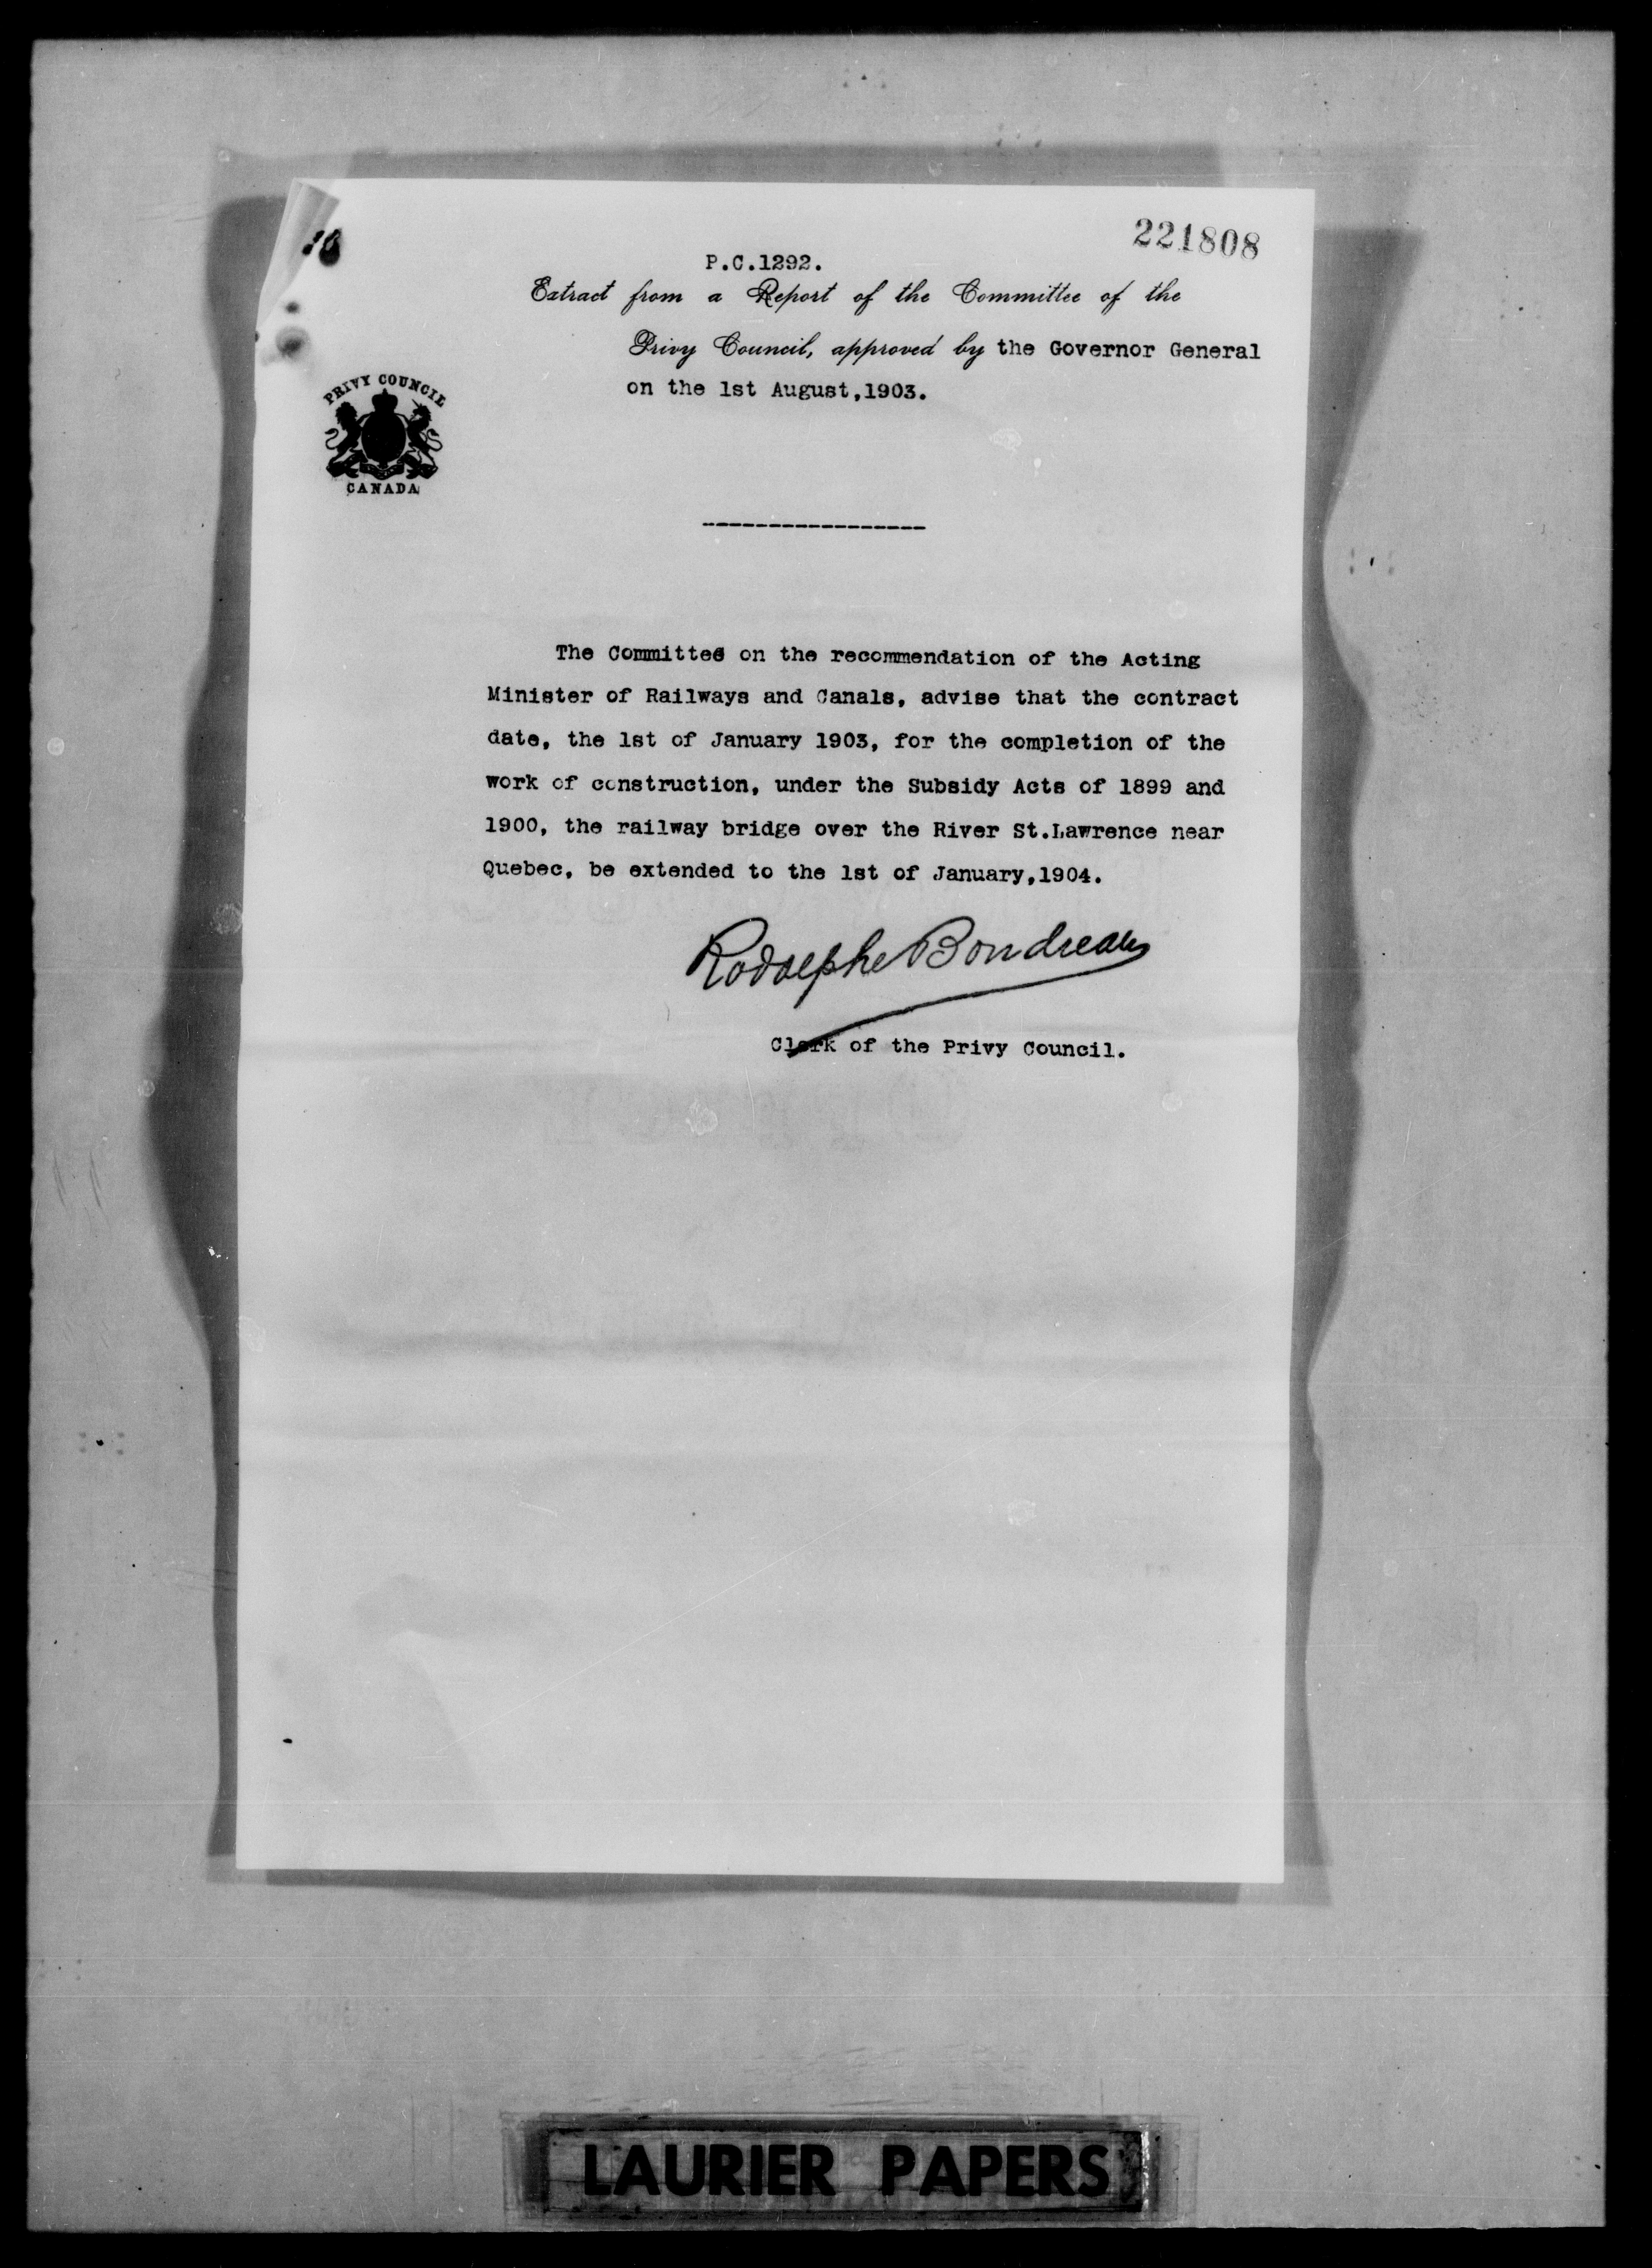 221808
P.C.1292.
Extract from a Report of the Committee of the
Privy Council, approved by the Governor General
on the 1st August,1903.
PRIVY COUNCIL
CANADA
The Committee on the recommendation of the Acting
Minister of Railways and Canals, advise that the contract
date, the 1st of January 1903, for the completion of the
work of construction, under the Subsidy Acts of 1899 and
1900, the railway bridge over the River St.Lawrence near
Quebec, be extended to the 1st of January,1904.
Rodolphe Boudreau
Clerk of the Privy Council.
LAURIER PAPERS